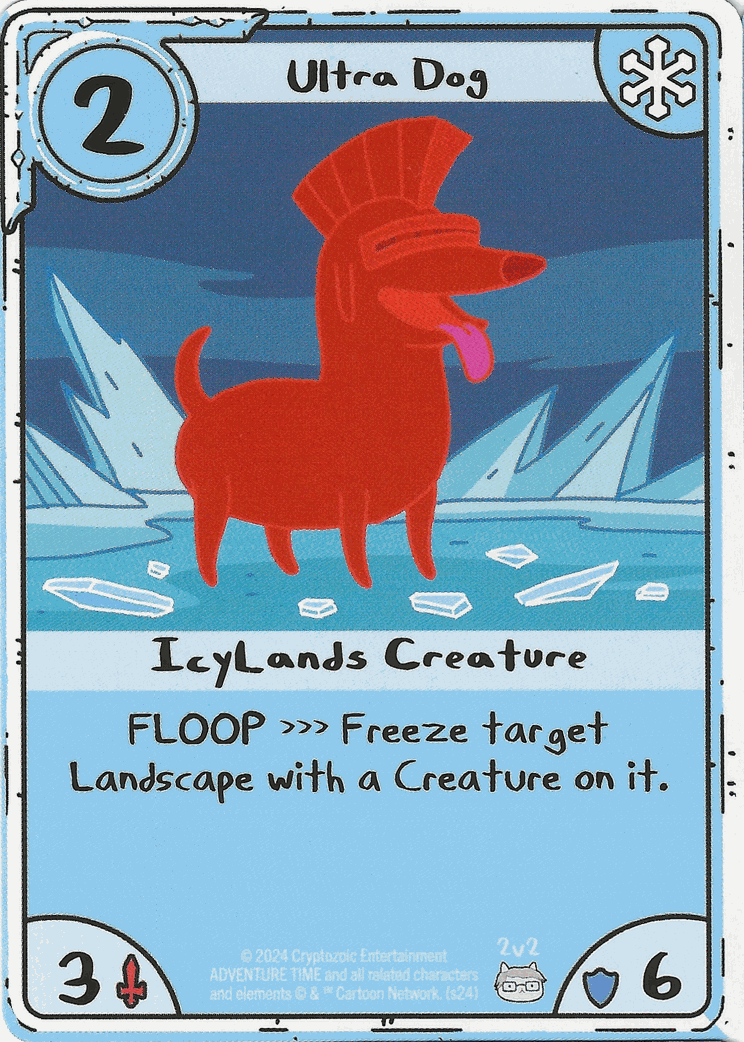 2
Ultra Dog
IcyLands Creature
FLOOP >>> Freeze target
Landscape with a Creature on it.
3
© 2024 Cryptozoic Entertainment
ADVENTURE TIME and all related characters
and elements © & ™ Cartoon Network. (s24)
2v2
6